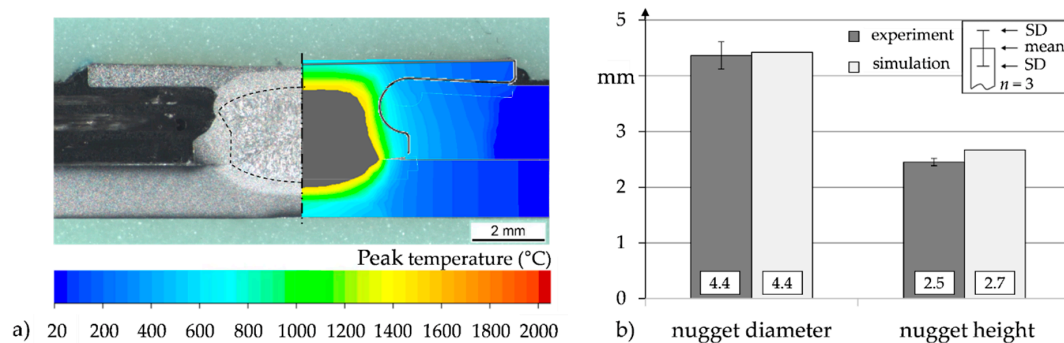 2 mm
Peak temperature (°C)
20 200 400 600 800 1000 1200 1400 1600 1800 2000
a)
5
4
mm
3
2
1
0
experiment
simulation
SD
mean
SD
n = 3
4.4 4.4 2.5 2.7
nugget diameter nugget height
b)